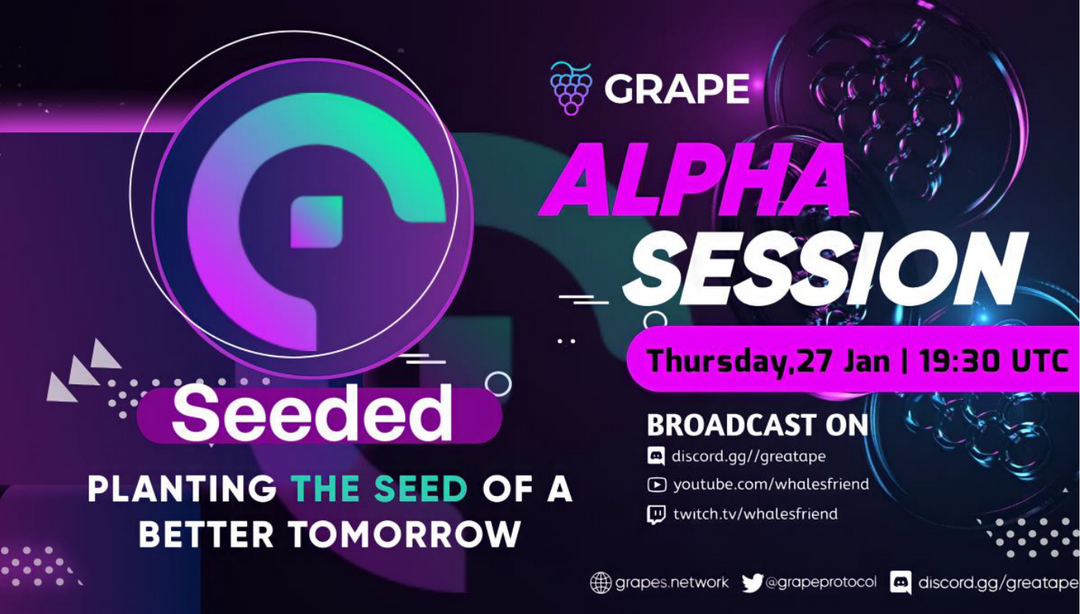 GRAPE
ALPHA
SESSION
Thursday,27 Jan | 19:30 UTC
Seeded
PLANTING THE SEED OF A
BETTER TOMORROW
BROADCAST ON
discord.gg//greatape
youtube.com/whalesfriend
twitch.tv/whalesfriend
grapes.network @grapeprotocol discord.gg/greatape